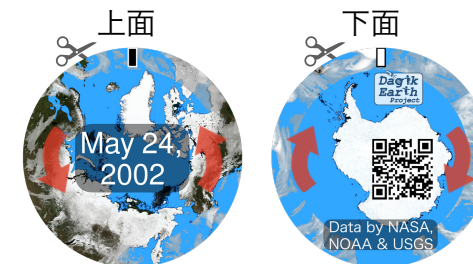 上面
下面
May 24,
2002
Dagik
Earth
Project
Data by NASA,
NOAA & USGS